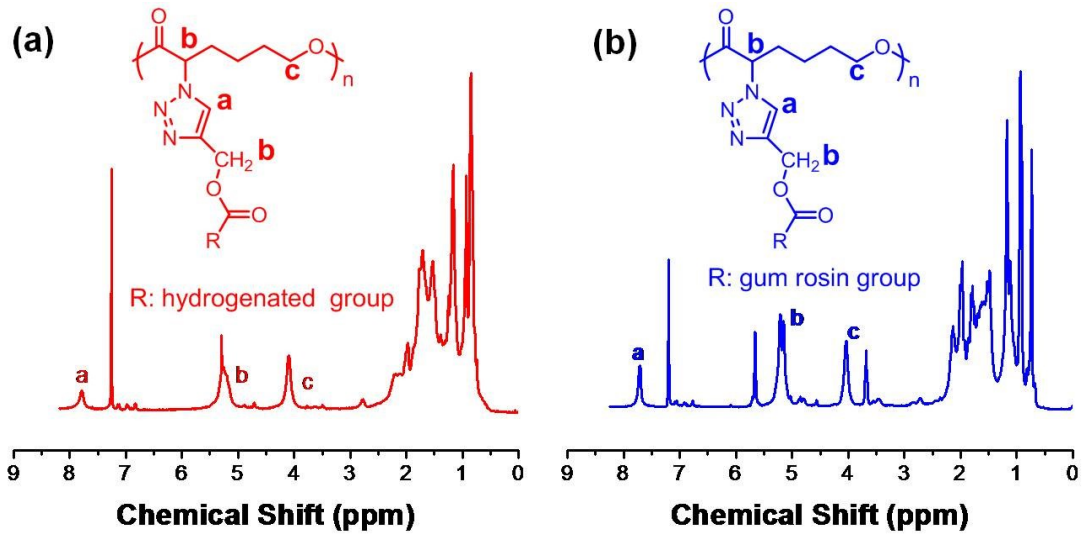 (a)
O
b
O
c
n
N
a
N
N
CH2
b
O
O
R
R: hydrogenated group
a
b
c
9 8 7 6 5 4 3 2 1 0
Chemical Shift (ppm)
(b)
O
b
O
c
n
N
a
N
N
CH2
b
O
O
R
R: gum rosin group
a
b
c
9 8 7 6 5 4 3 2 1 0
Chemical Shift (ppm)